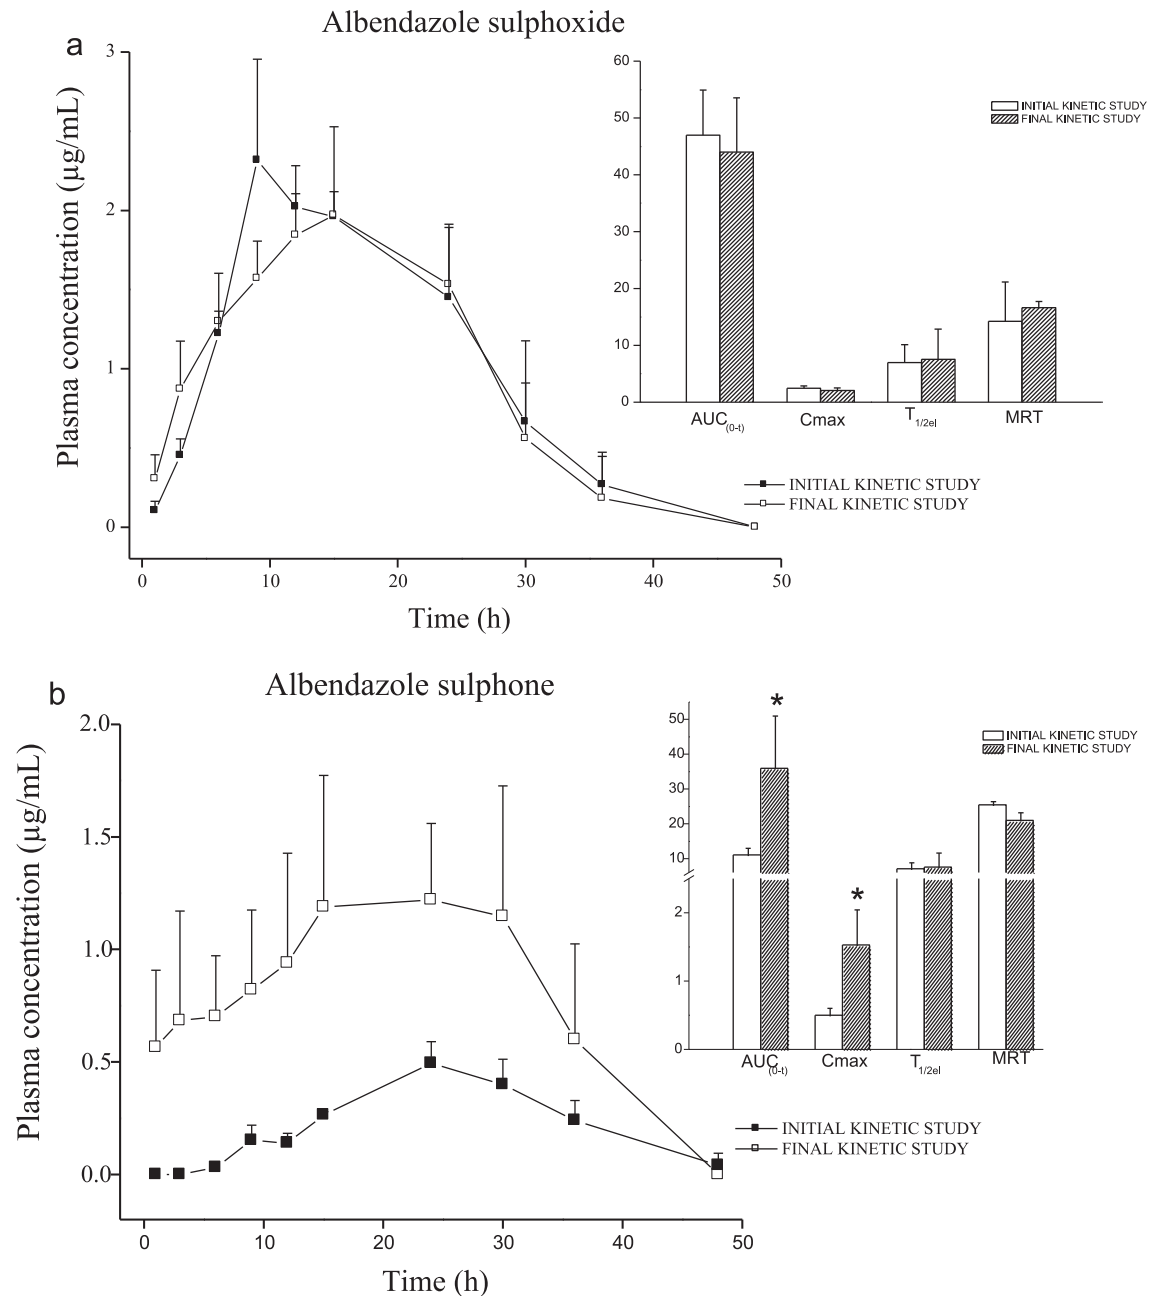 Albendazole sulphoxide
a
3
2
1
0
Plasma concentration (µg/mL)
0 10 20 30 40 50
Time (h)
60
50
40
30
20
10
0
AUC(0-t) Cmax T1/2el MRT
INITIAL KINETIC STUDY
FINAL KINETIC STUDY
INITIAL KINETIC STUDY
FINAL KINETIC STUDY
b
Albendazole sulphone
2.0
1.5
1.0
0.5
0.0
Plasma concentration (µg/mL)
0 10 20 30 40 50
Time (h)
50
40
30
20
10
2
1
0
*
*
AUC(0-t) Cmax T1/2el MRT
INITIAL KINETIC STUDY
FINAL KINETIC STUDY
INITIAL KINETIC STUDY
FINAL KINETIC STUDY